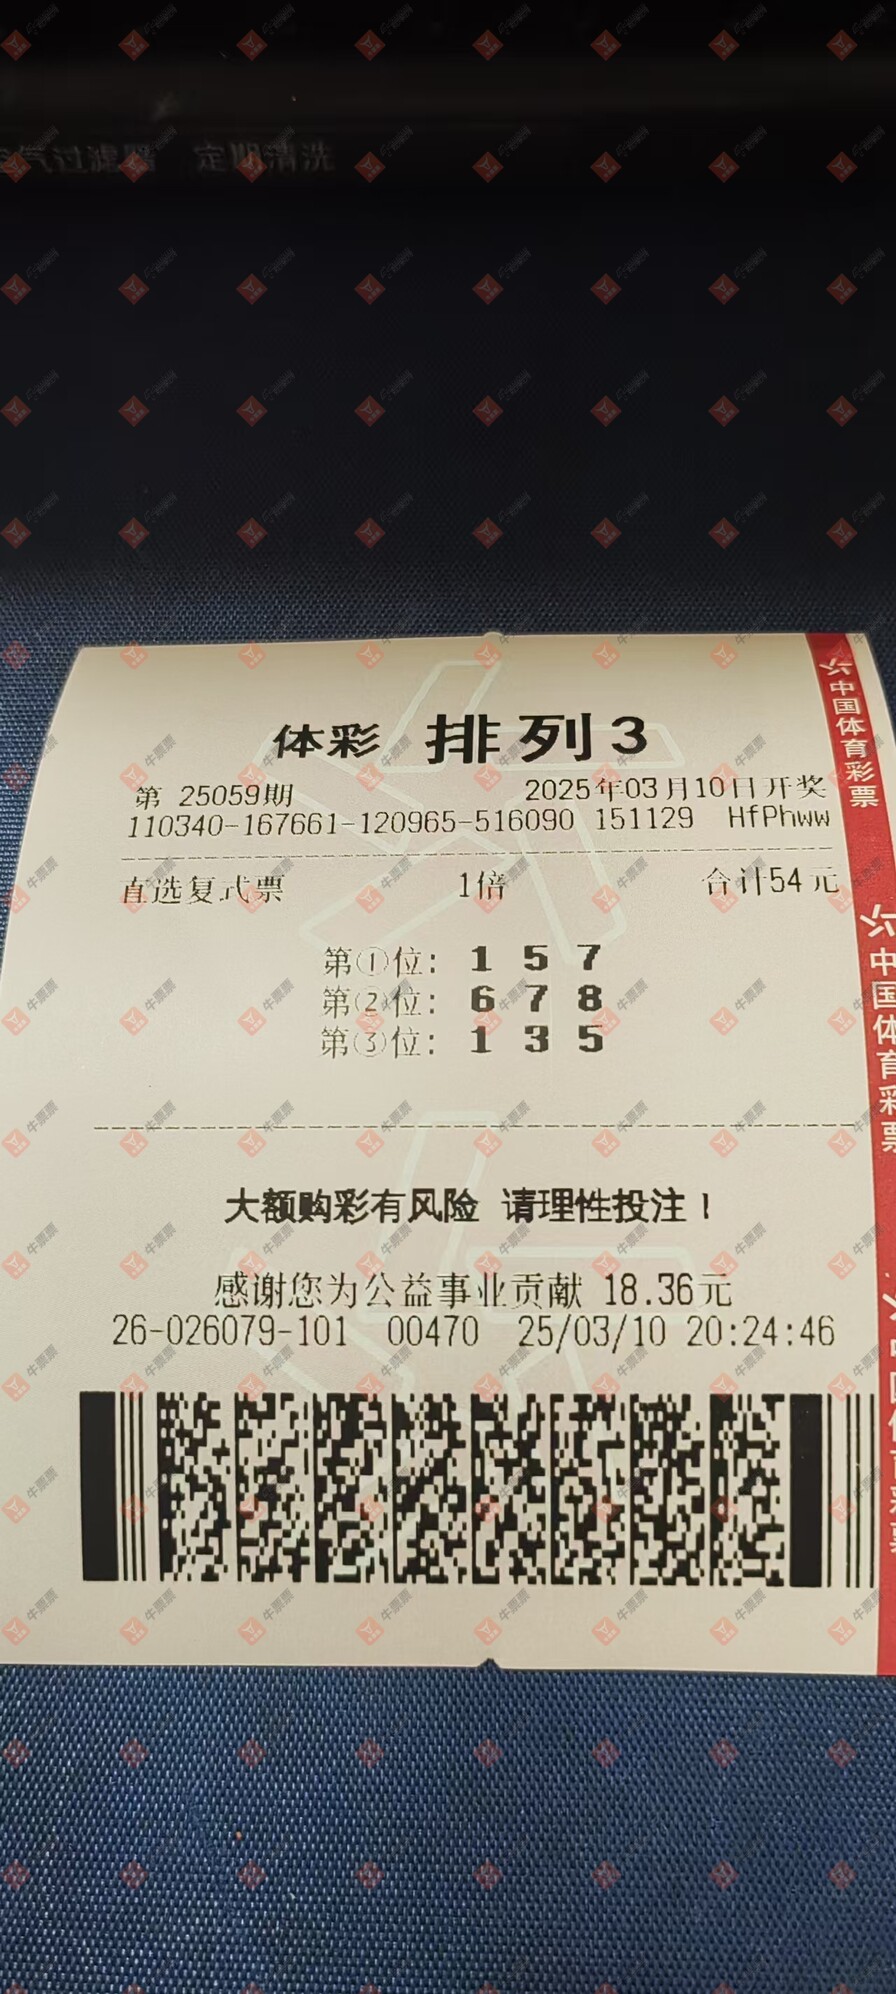 空气过滤器 定期清洗
中国体育彩票
体彩 排列3
第 25059期 2025年03月10日开奖
110340-167661-120965-516090 151129 HfPhww
直选复式票 1倍 合计54元
第①位: 1 5 7
第②位: 6 7 8
第③位: 1 3 5
中国体育彩票
大额购彩有风险 请理性投注!
感谢您为公益事业贡献 18.36元
26-026079-101 00470 25/03/10 20:24:46
牛票票